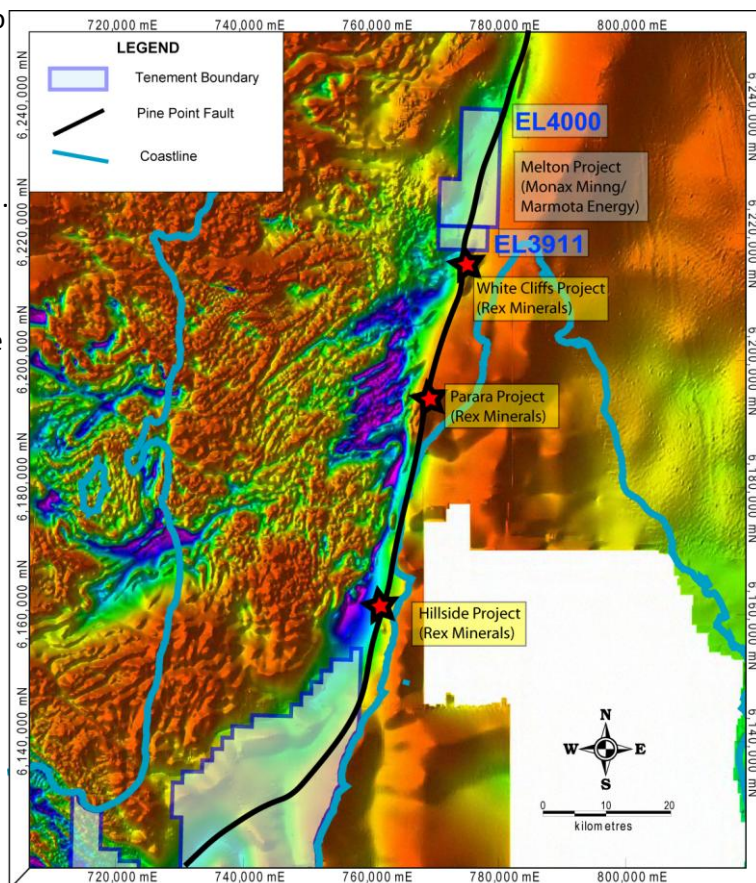 720,000 mE
740,000 mE
760,000 mE
780,000 mE
800,000 mE
LEGEND
Tenement Boundary
Pine Point Fault
Coastline
6,240,000 mN
6,220,000 mN
6,200,000 mN
6,180,000 mN
6,160,000 mN
6,140,000 mN
6,240,000 mN
6,220,000 mN
6,200,000 mN
6,180,000 mN
6,160,000 mN
6,140,000 mN
EL4000
Melton Project
(Monax Minng/
Marmota Energy)
EL3911
White Cliffs Project
(Rex Minerals)
Parara Project
(Rex Minerals)
Hillside Project
(Rex Minerals)
N
W E
S
0 10 20
kilometres
720,000 mE
740,000 mE
760,000 mE
780,000 mE
800,000 mE